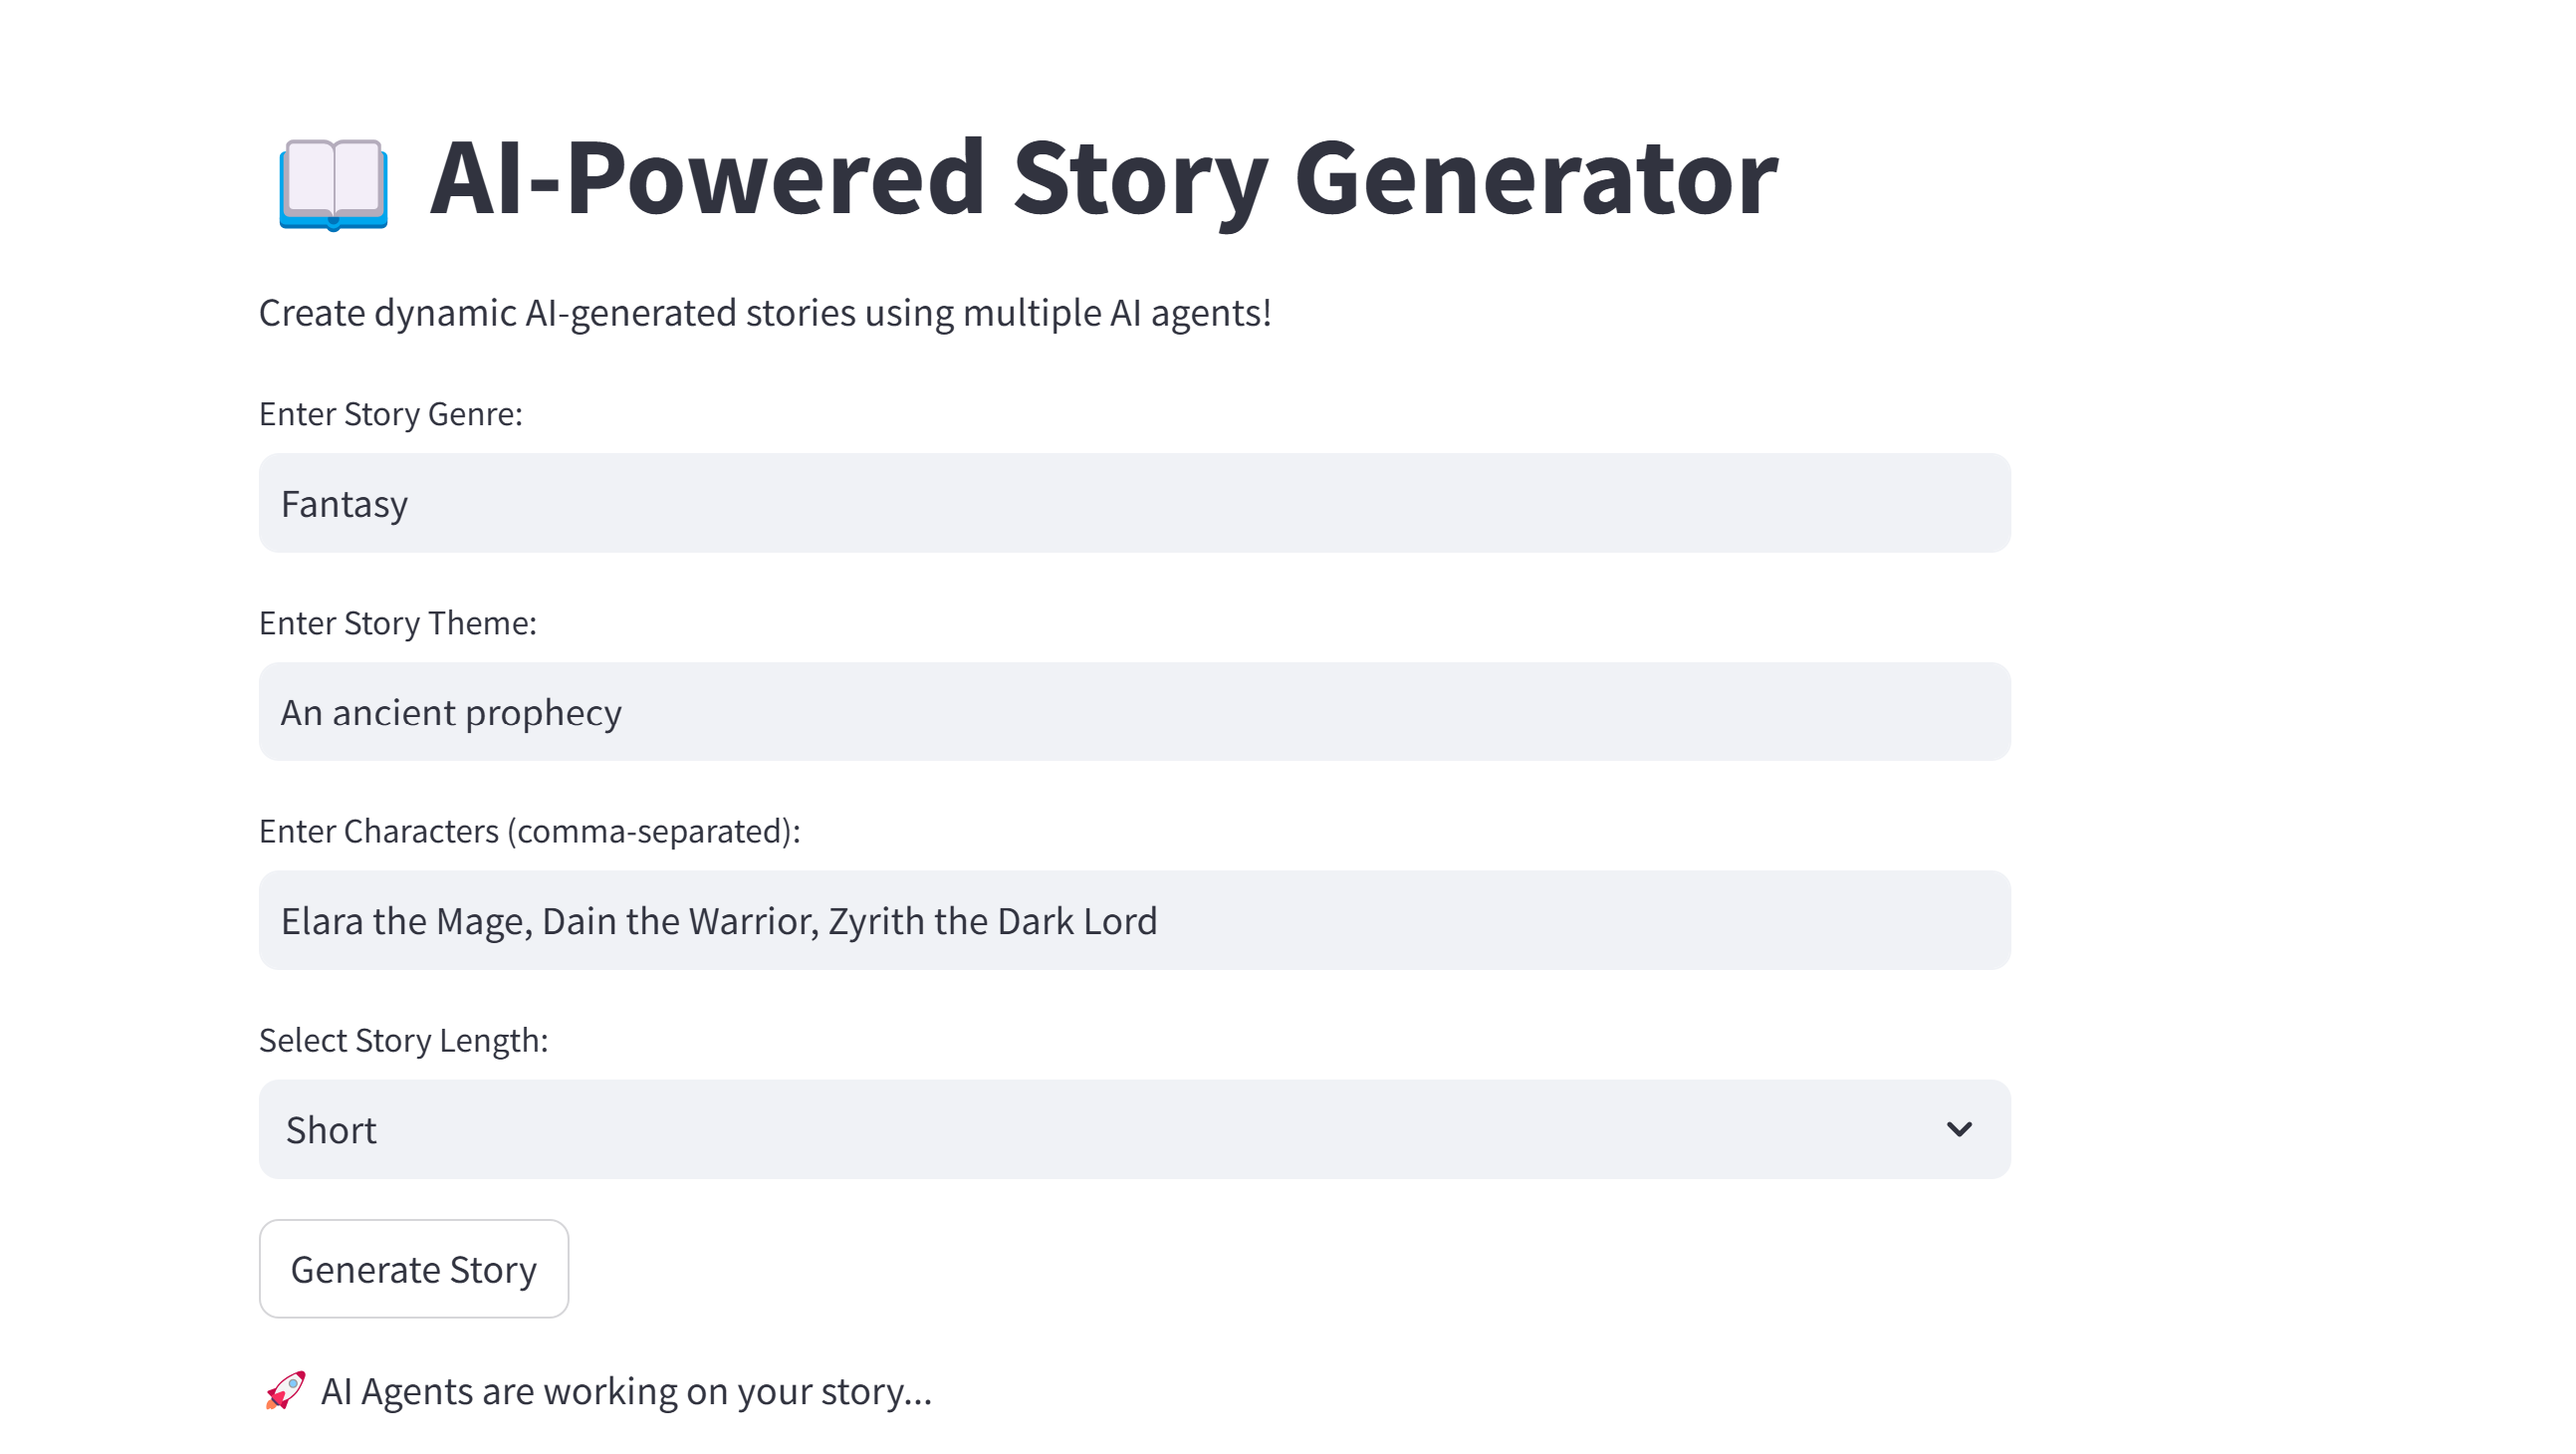 AI-Powered Story Generator
Create dynamic AI-generated stories using multiple AI agents!
Enter Story Genre:
Fantasy
Enter Story Theme:
An ancient prophecy
Enter Characters (comma-separated):
Elara the Mage, Dain the Warrior, Zyrith the Dark Lord
Select Story Length:
Short
Generate Story
AI Agents are working on your story...